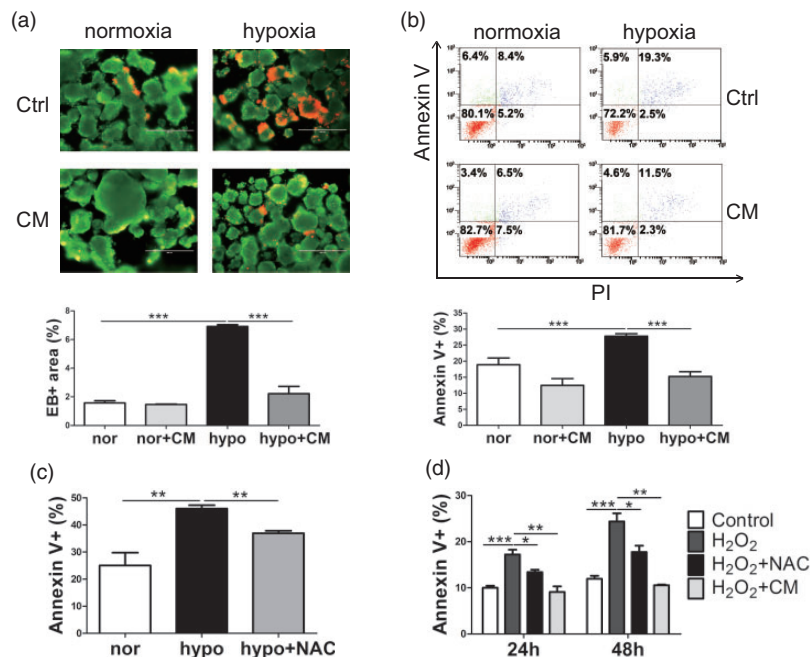 (a)
normoxia hypoxia
Ctrl
CM
EB+ area (%)
8
6
4
2
0
***
***
nor nor+CM hypo hypo+CM
(b)
normoxia hypoxia
Annexin V
6.4% 8.4%
80.1% 5.2%
5.9% 19.3%
72.2% 2.5%
Ctrl
3.4% 6.5%
82.7% 7.5%
4.6% 11.5%
81.7% 2.3%
CM
PI
Annexin V+ (%)
35
30
25
20
15
10
5
0
***
***
nor nor+CM hypo hypo+CM
(c)
Annexin V+ (%)
50
40
30
20
10
0
**
**
nor hypo hypo+NAC
(d)
Annexin V+ (%)
30
20
10
0
***
*
**
***
*
**
24h 48h
Control
H₂O₂
H₂O₂+NAC
H₂O₂+CM